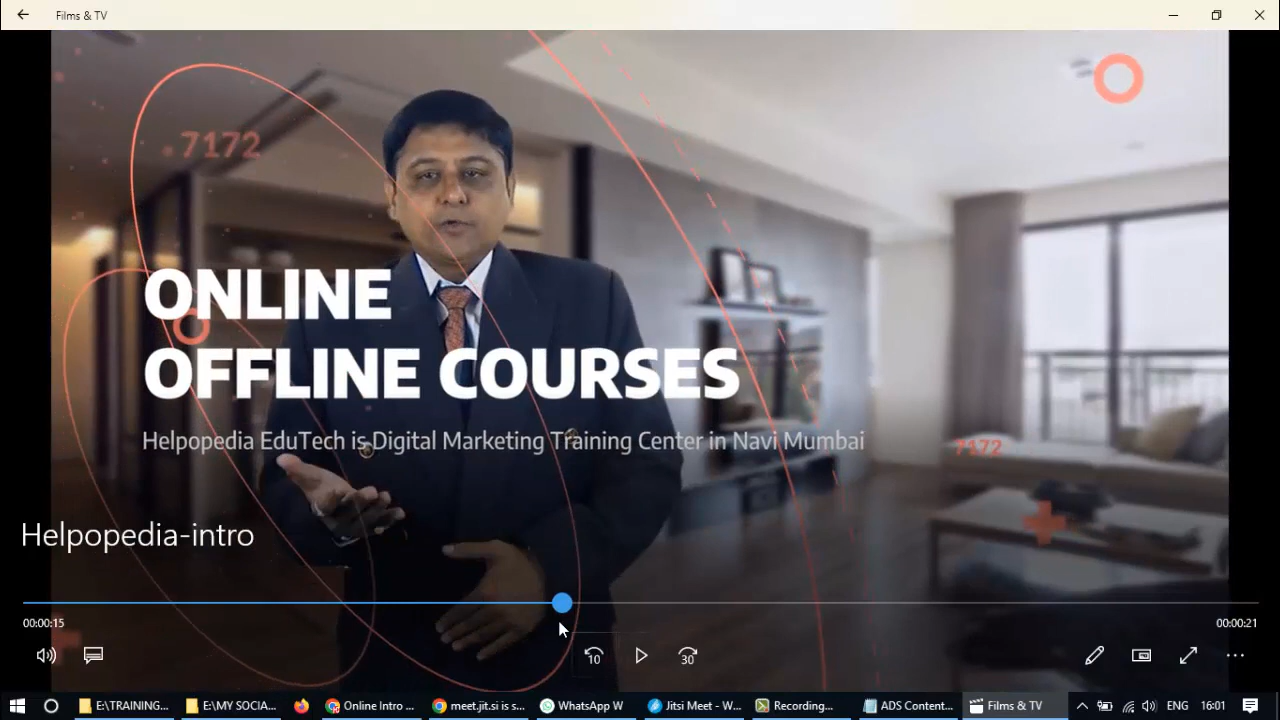 Films & TV
7172
ONLINE
OFFLINE COURSES
Helpopedia EduTech is Digital Marketing Training Center in Navi Mumbai
7172
Helpopedia-intro
00:00:15
00:00:21
10
30
E:\TRAINING...
E:\MY SOCIA...
Online Intro ...
meet.jit.si is s...
WhatsApp W
Jitsi Meet - W...
Recording...
ADS Content...
Films & TV
ENG
16:01